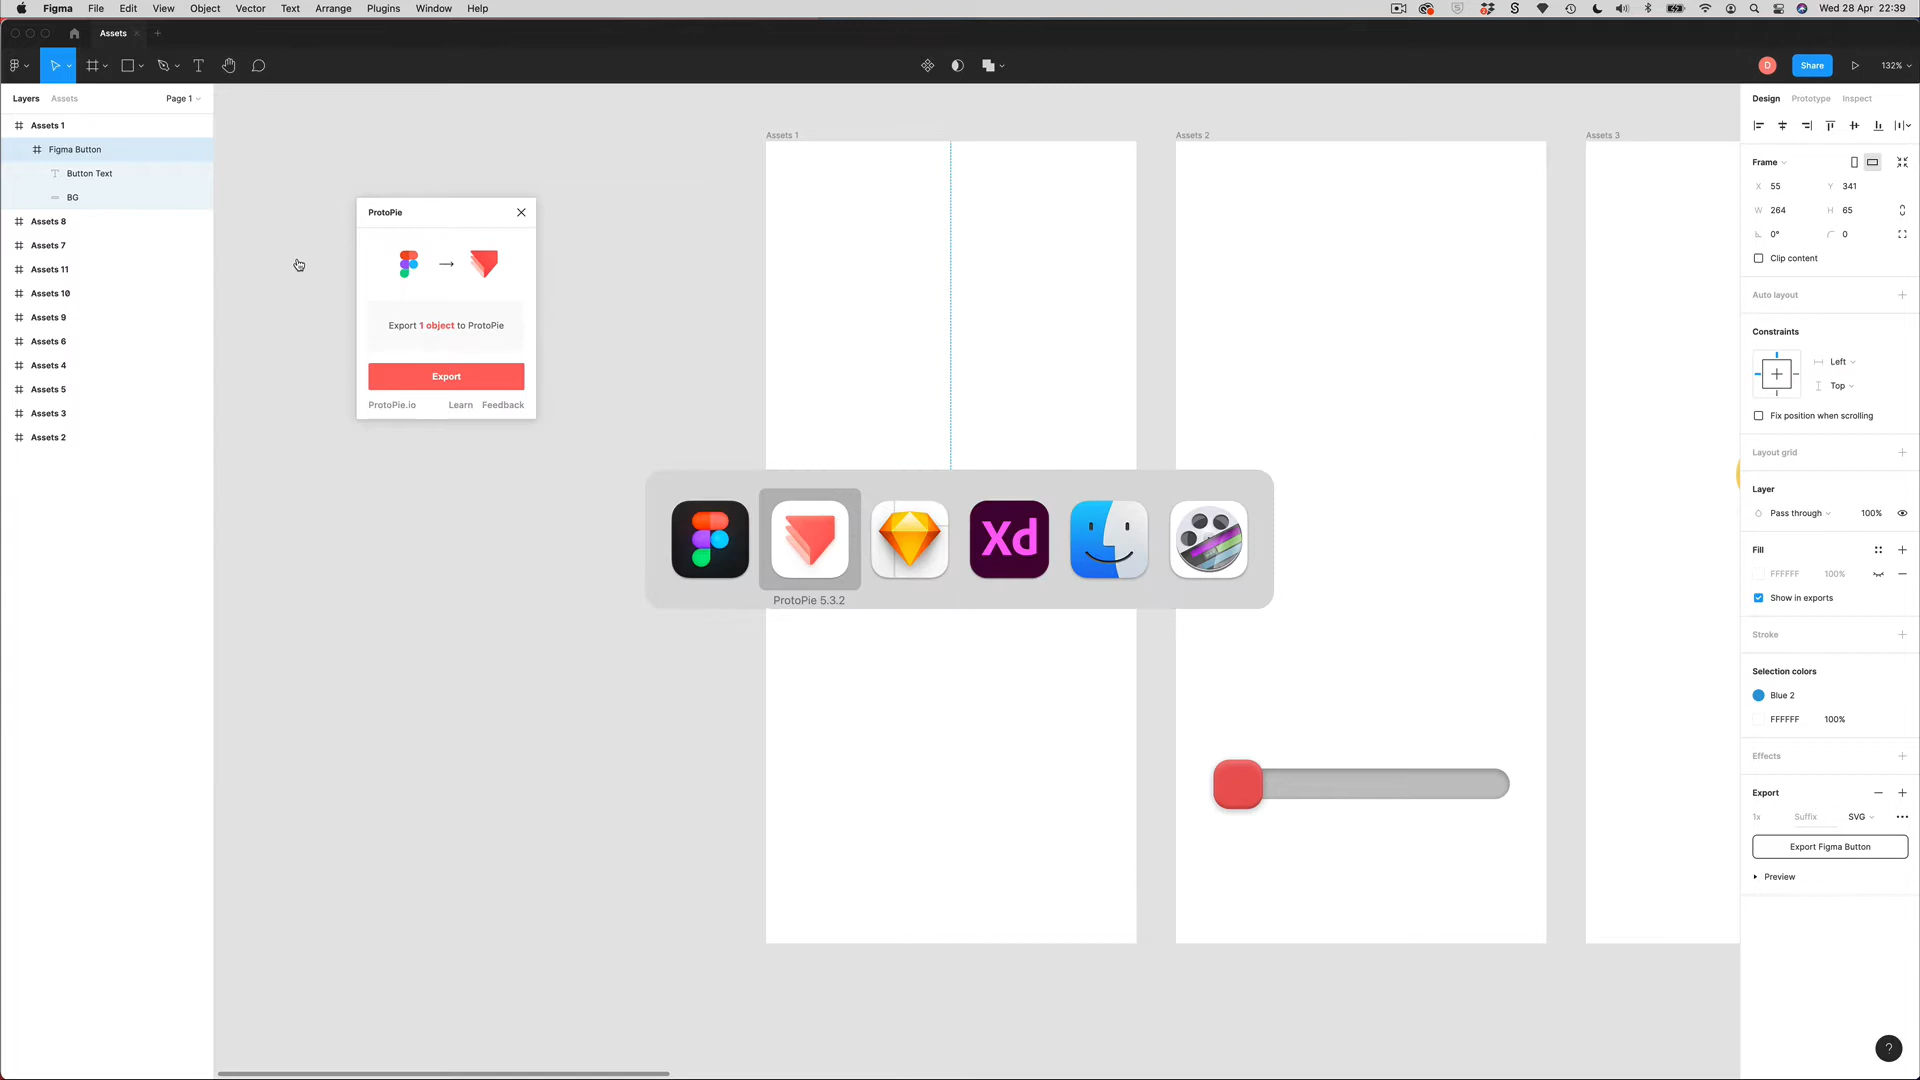 Figma File Edit View Object Vector Text Arrange Plugins Window Help
Wed 28 Apr 22:39
Assets
D
Share
132%
Layers Assets Page 1
Assets 1
Figma Button
Button Text
BG
Assets 8
Assets 7
Assets 11
Assets 10
Assets 9
Assets 6
Assets 4
Assets 5
Assets 3
Assets 2
ProtoPie
Export 1 object to ProtoPie
Export
ProtoPie.io Learn Feedback
Assets 1
Assets 2
Assets 3
Xd
ProtoPie 5.3.2
Design Prototype Inspect
Frame
X 55 Y 341
W 264 H 65
0° 0
Clip content
Auto layout
Constraints
Left
Top
Fix position when scrolling
Layout grid
Layer
Pass through 100%
Fill
FFFFFF 100%
Show in exports
Stroke
Selection colors
Blue 2
FFFFFF 100%
Effects
Export
1x Suffix SVG
Export Figma Button
Preview
?